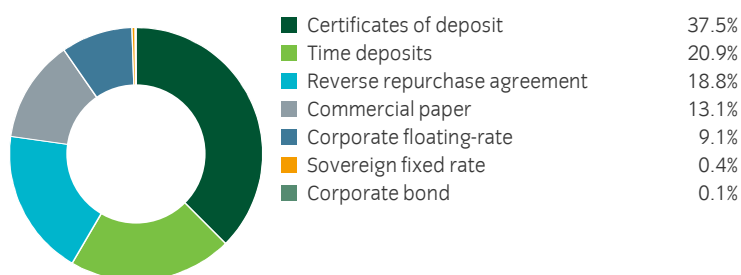 Certificates of deposit 37.5%
Time deposits 20.9%
Reverse repurchase agreement 18.8%
Commercial paper 13.1%
Corporate floating-rate 9.1%
Sovereign fixed rate 0.4%
Corporate bond 0.1%